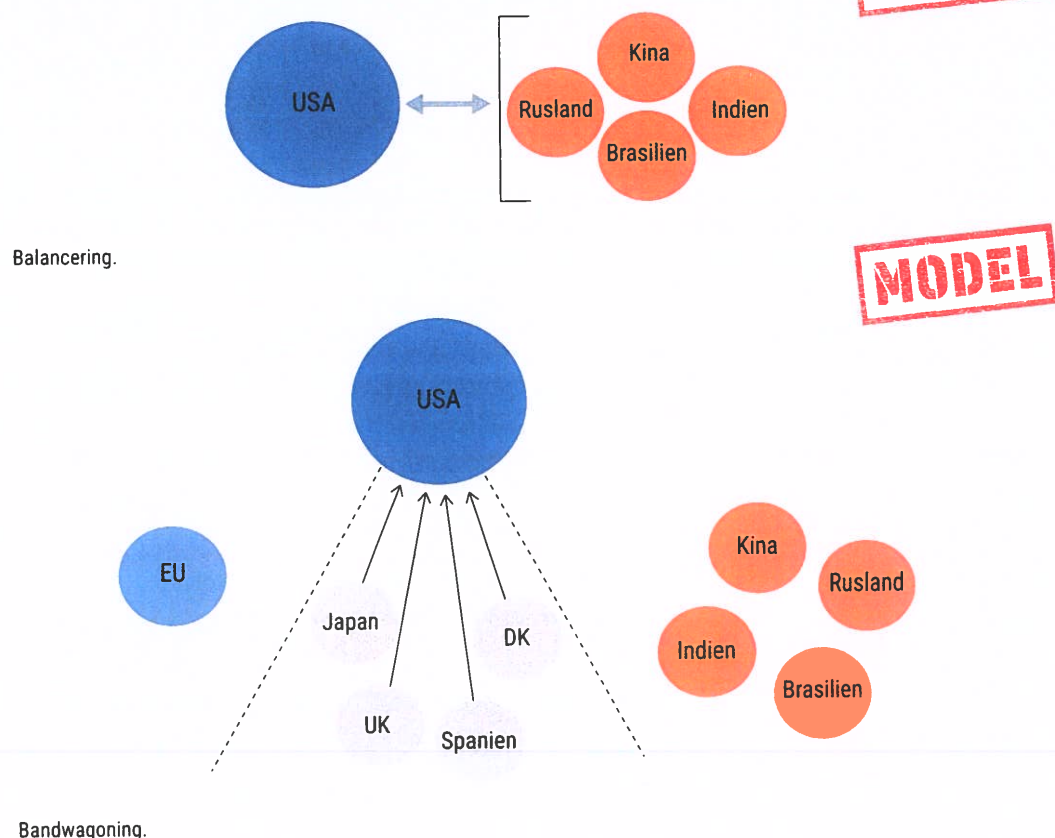 USA
Kina
Rusland
Indien
Brasilien
Balancering.
MODEL
USA
EU
Kina
Rusland
Japan
DK
Indien
Brasilien
UK
Spanien
Bandwagoning.